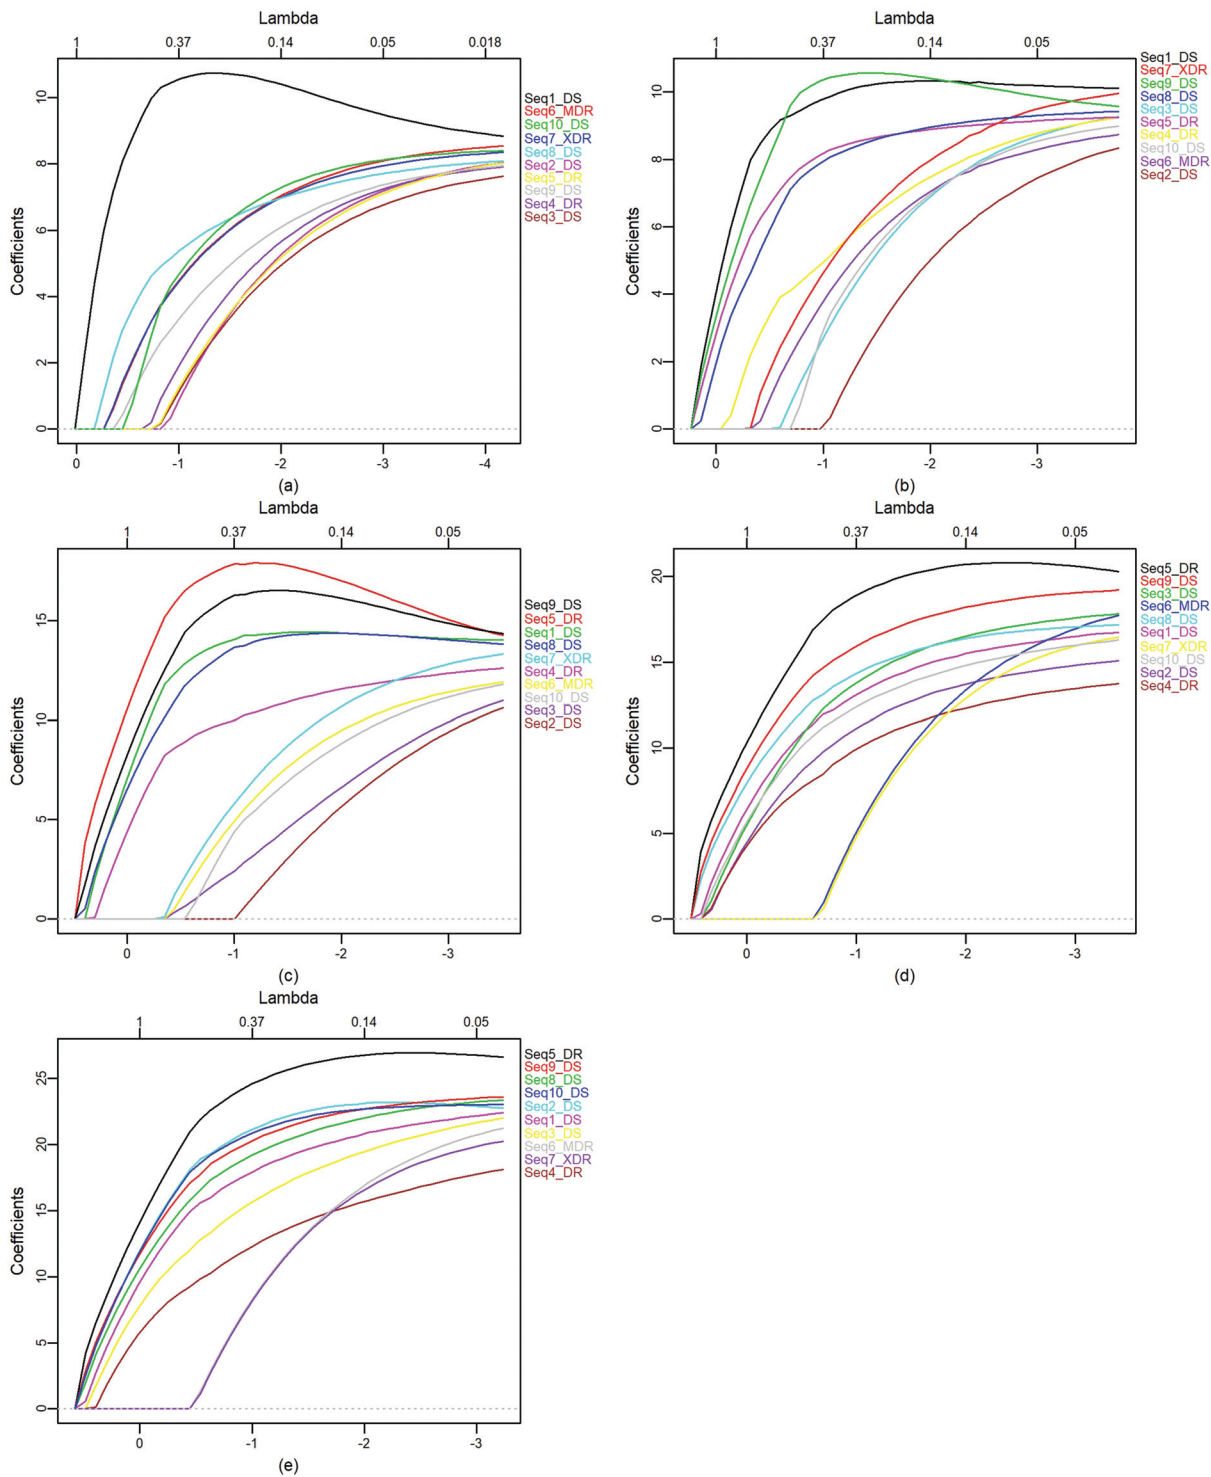 Lambda
1 0.37 0.14 0.05 0.018
Coefficients
10
8
6
4
2
0
Seq1_DS
Seq6_MDR
Seq10_DS
Seq7_XDR
Seq8_DS
Seq2_DS
Seq5_DR
Seq9_DS
Seq4_DR
Seq3_DS
0 -1 -2 -3 -4
(a)
Lambda
1 0.37 0.14 0.05
Coefficients
10
8
6
4
2
0
Seq1_DS
Seq7_XDR
Seq9_DS
Seq8_DS
Seq3_DS
Seq5_DR
Seq4_DR
Seq10_DS
Seq6_MDR
Seq2_DS
0 -1 -2 -3
(b)
Lambda
1 0.37 0.14 0.05
Coefficients
15
10
5
0
Seq9_DS
Seq5_DR
Seq1_DS
Seq8_DS
Seq7_XDR
Seq4_DR
Seq6_MDR
Seq10_DS
Seq3_DS
Seq2_DS
0 -1 -2 -3
(c)
Lambda
1 0.37 0.14 0.05
Coefficients
20
15
10
5
0
Seq5_DR
Seq9_DS
Seq3_DS
Seq6_MDR
Seq8_DS
Seq1_DS
Seq7_XDR
Seq10_DS
Seq2_DS
Seq4_DR
0 -1 -2 -3
(d)
Lambda
1 0.37 0.14 0.05
Coefficients
25
20
15
10
5
0
Seq5_DR
Seq9_DS
Seq8_DS
Seq10_DS
Seq2_DS
Seq1_DS
Seq3_DS
Seq6_MDR
Seq7_XDR
Seq4_DR
0 -1 -2 -3
(e)